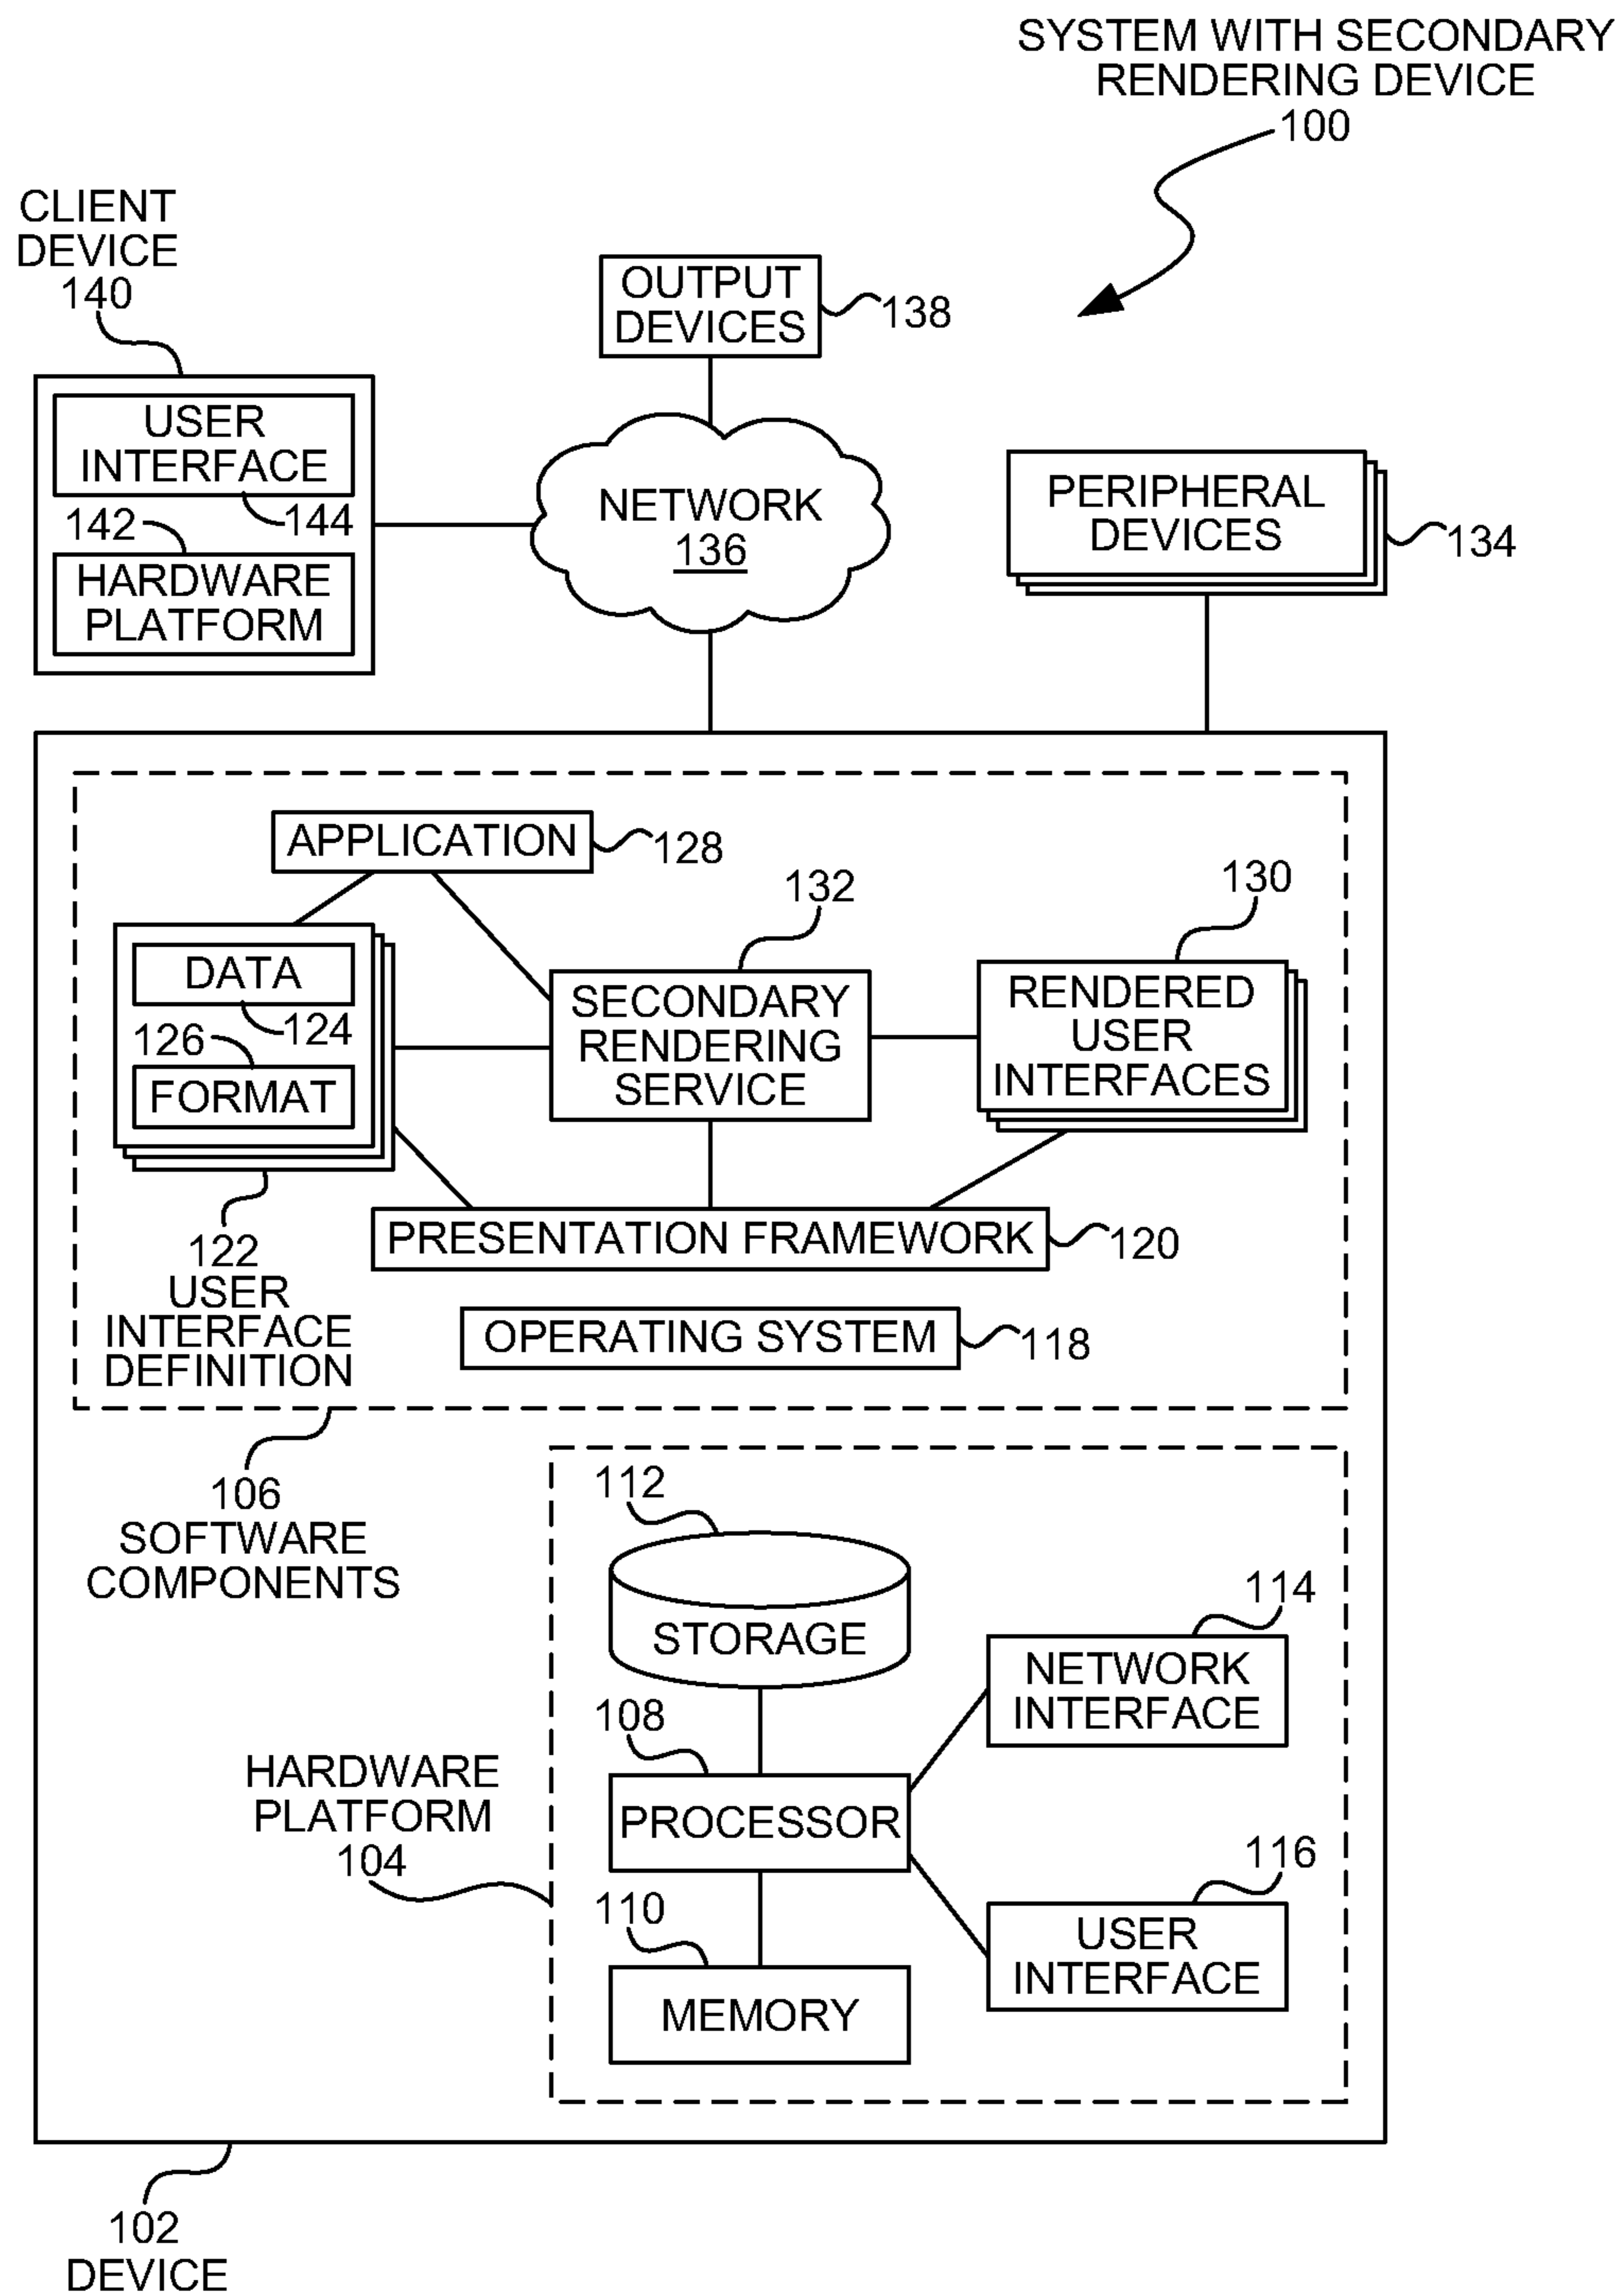 SYSTEM WITH SECONDARY
RENDERING DEVICE
100
CLIENT
DEVICE
140
OUTPUT
DEVICES
138
USER
INTERFACE
144
142
HARDWARE
PLATFORM
NETWORK
136
PERIPHERAL
DEVICES
134
APPLICATION
128
132
130
DATA
124
126
FORMAT
SECONDARY
RENDERING
SERVICE
RENDERED
USER
INTERFACES
122
USER
INTERFACE
DEFINITION
PRESENTATION FRAMEWORK
120
OPERATING SYSTEM
118
106
SOFTWARE
COMPONENTS
112
STORAGE
114
NETWORK
INTERFACE
108
PROCESSOR
HARDWARE
PLATFORM
104
116
USER
INTERFACE
110
MEMORY
102
DEVICE